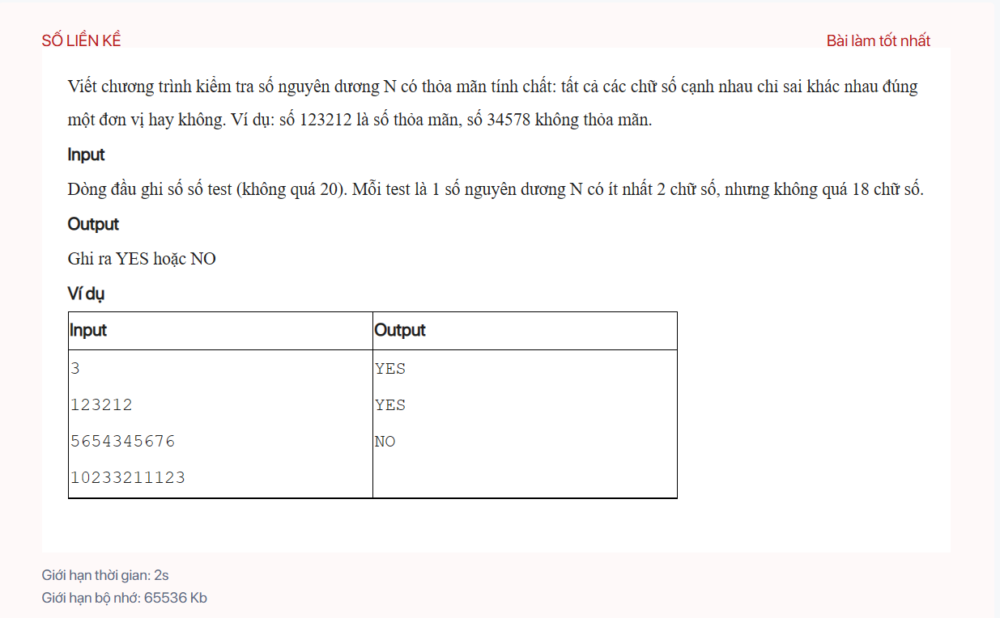 SỐ LIỀN KỀ
Bài làm tốt nhất
Viết chương trình kiểm tra số nguyên dương N có thỏa mãn tính chất: tất cả các chữ số cạnh nhau chỉ sai khác nhau đúng
một đơn vị hay không. Ví dụ: số 123212 là số thỏa mãn, số 34578 không thỏa mãn.
Input
Dòng đầu ghi số số test (không quá 20). Mỗi test là 1 số nguyên dương N có ít nhất 2 chữ số, nhưng không quá 18 chữ số.
Output
Ghi ra YES hoặc NO
Ví dụ
Input Output
3 YES
123212 YES
5654345676 NO
10233211123
Giới hạn thời gian: 2s
Giới hạn bộ nhớ: 65536 Kb